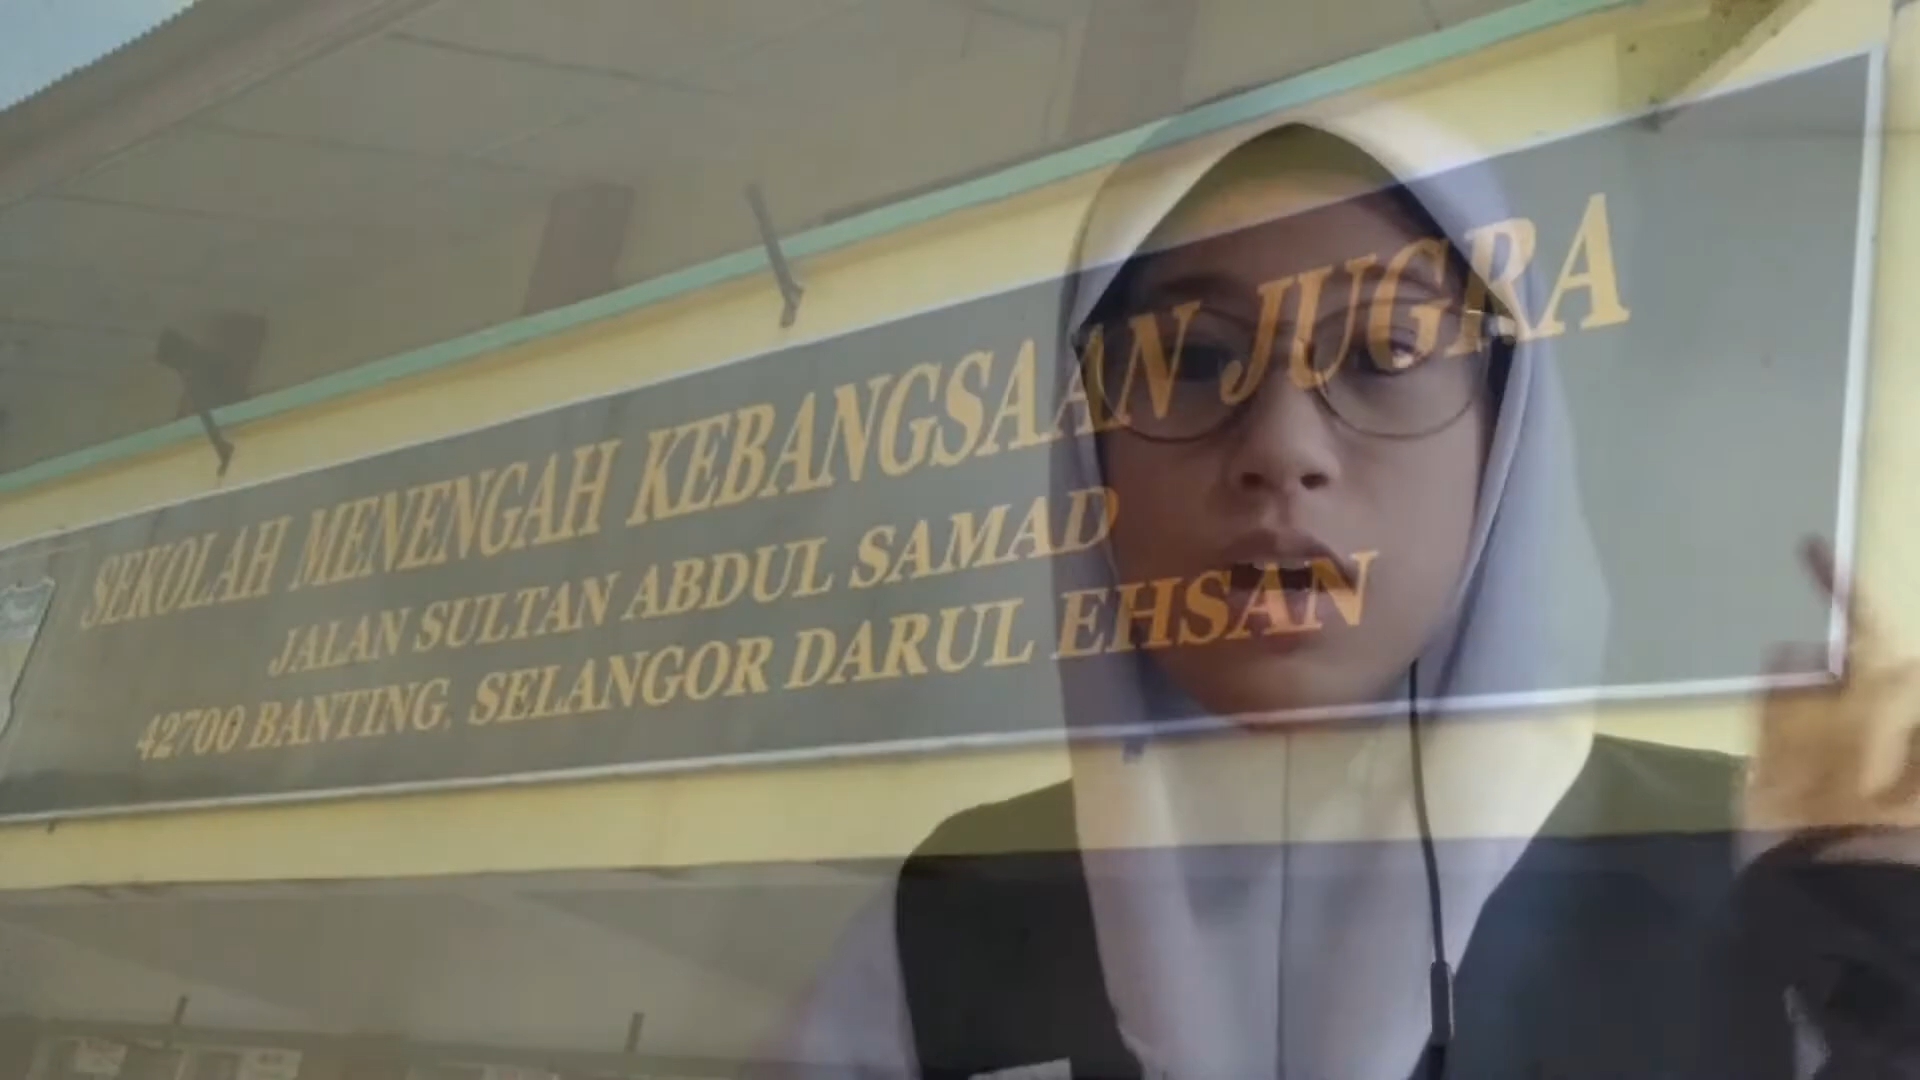 SEKOLAH MENENGAH KEBANGSAAN JUGRA
JALAN SULTAN ABDUL SAMAD
42700 BANTING, SELANGOR DARUL EHSAN